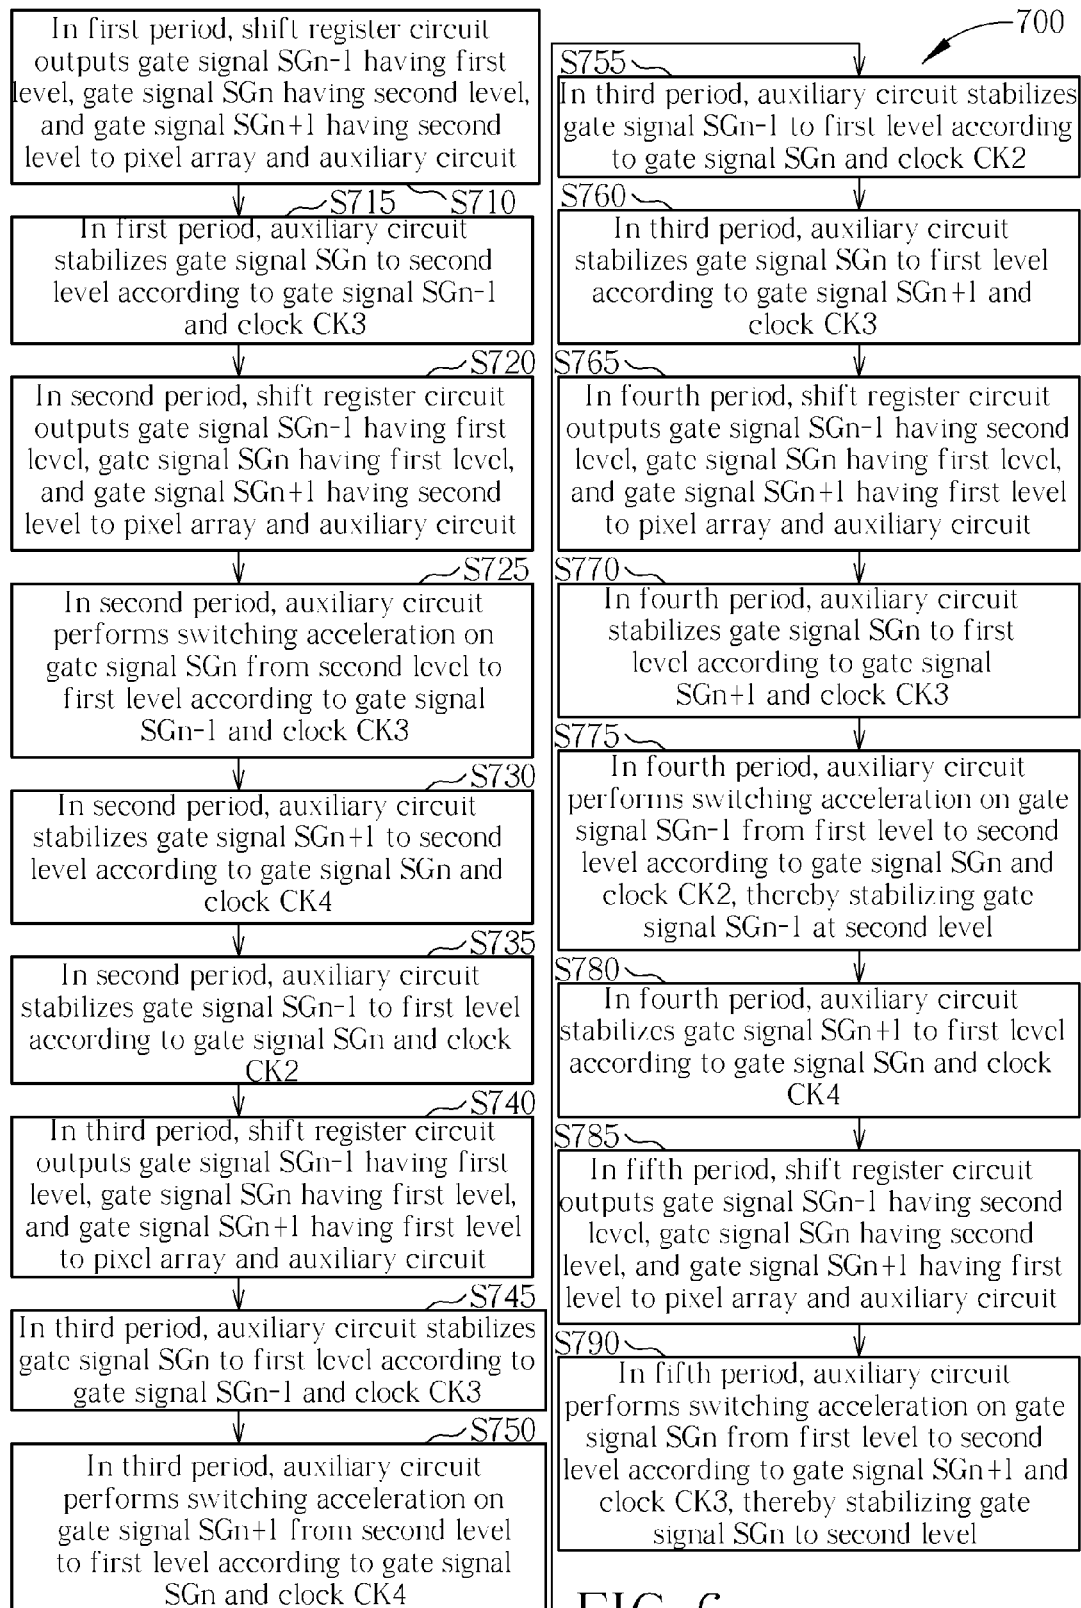 In first period, shift register circuit
outputs gate signal SGn-1 having first
level, gate signal SGn having second level,
and gate signal SGn+1 having second
level to pixel array and auxiliary circuit
S710
S715
In first period, auxiliary circuit
stabilizes gate signal SGn to second
level according to gate signal SGn-1
and clock CK3
S720
In second period, shift register circuit
outputs gate signal SGn-1 having first
level, gate signal SGn having first level,
and gate signal SGn+1 having second
level to pixel array and auxiliary circuit
S725
In second period, auxiliary circuit
performs switching acceleration on
gate signal SGn from second level to
first level according to gate signal
SGn-1 and clock CK3
S730
In second period, auxiliary circuit
stabilizes gate signal SGn+1 to second
level according to gate signal SGn and
clock CK4
S735
In second period, auxiliary circuit
stabilizes gate signal SGn-1 to first level
according to gate signal SGn and clock
CK2
S740
In third period, shift register circuit
outputs gate signal SGn-1 having first
level, gate signal SGn having first level,
and gate signal SGn+1 having first level
to pixel array and auxiliary circuit
S745
In third period, auxiliary circuit stabilizes
gate signal SGn to first level according to
gate signal SGn-1 and clock CK3
S750
In third period, auxiliary circuit
performs switching acceleration on
gate signal SGn+1 from second level
to first level according to gate signal
SGn and clock CK4
700
S755
In third period, auxiliary circuit stabilizes
gate signal SGn-1 to first level according
to gate signal SGn and clock CK2
S760
In third period, auxiliary circuit
stabilizes gate signal SGn to first level
according to gate signal SGn+1 and
clock CK3
S765
In fourth period, shift register circuit
outputs gate signal SGn-1 having second
level, gate signal SGn having first level,
and gate signal SGn+1 having first level
to pixel array and auxiliary circuit
S770
In fourth period, auxiliary circuit
stabilizes gate signal SGn to first
level according to gate signal
SGn+1 and clock CK3
S775
In fourth period, auxiliary circuit
performs switching acceleration on gate
signal SGn-1 from first level to second
level according to gate signal SGn and
clock CK2, thereby stabilizing gate
signal SGn-1 at second level
S780
In fourth period, auxiliary circuit
stabilizes gate signal SGn+1 to first level
according to gate signal SGn and clock
CK4
S785
In fifth period, shift register circuit
outputs gate signal SGn-1 having second
level, gate signal SGn having second
level, and gate signal SGn+1 having first
level to pixel array and auxiliary circuit
S790
In fifth period, auxiliary circuit
performs switching acceleration on gate
signal SGn from first level to second
level according to gate signal SGn+1 and
clock CK3, thereby stabilizing gate
signal SGn to second level
FIG. 6